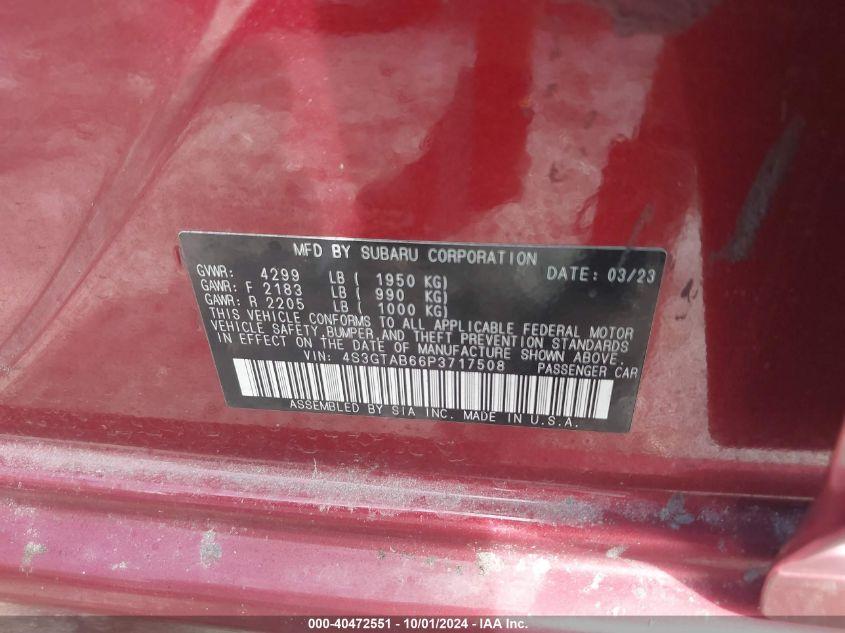 MFD BY SUBARU CORPORATION DATE: 03/23
GVWR: 4299 LB ( 1950 KG)
GAWR: F 2183 LB ( 990 KG)
GAWR: R 2205 LB ( 1000 KG)
THIS VEHICLE CONFORMS TO ALL APPLICABLE FEDERAL MOTOR
VEHICLE SAFETY, BUMPER, AND THEFT PREVENTION STANDARDS
IN EFFECT ON THE DATE OF MANUFACTURE SHOWN ABOVE.
VIN: 4S3GTAB66P3717508 PASSENGER CAR
ASSEMBLED BY SIA INC. MADE IN U.S.A.
000-40472551 - 10/01/2024 - IAA Inc.